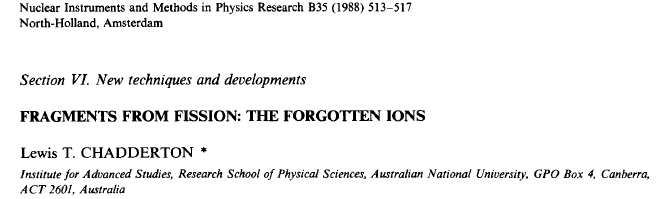 Nuclear Instruments and Methods in Physics Research B35 (1988) 513–517
North-Holland, Amsterdam
Section VI. New techniques and developments
FRAGMENTS FROM FISSION: THE FORGOTTEN IONS
Lewis T. CHADDERTON *
Institute for Advanced Studies, Research School of Physical Sciences, Australian National University, GPO Box 4, Canberra,
ACT 2601, Australia